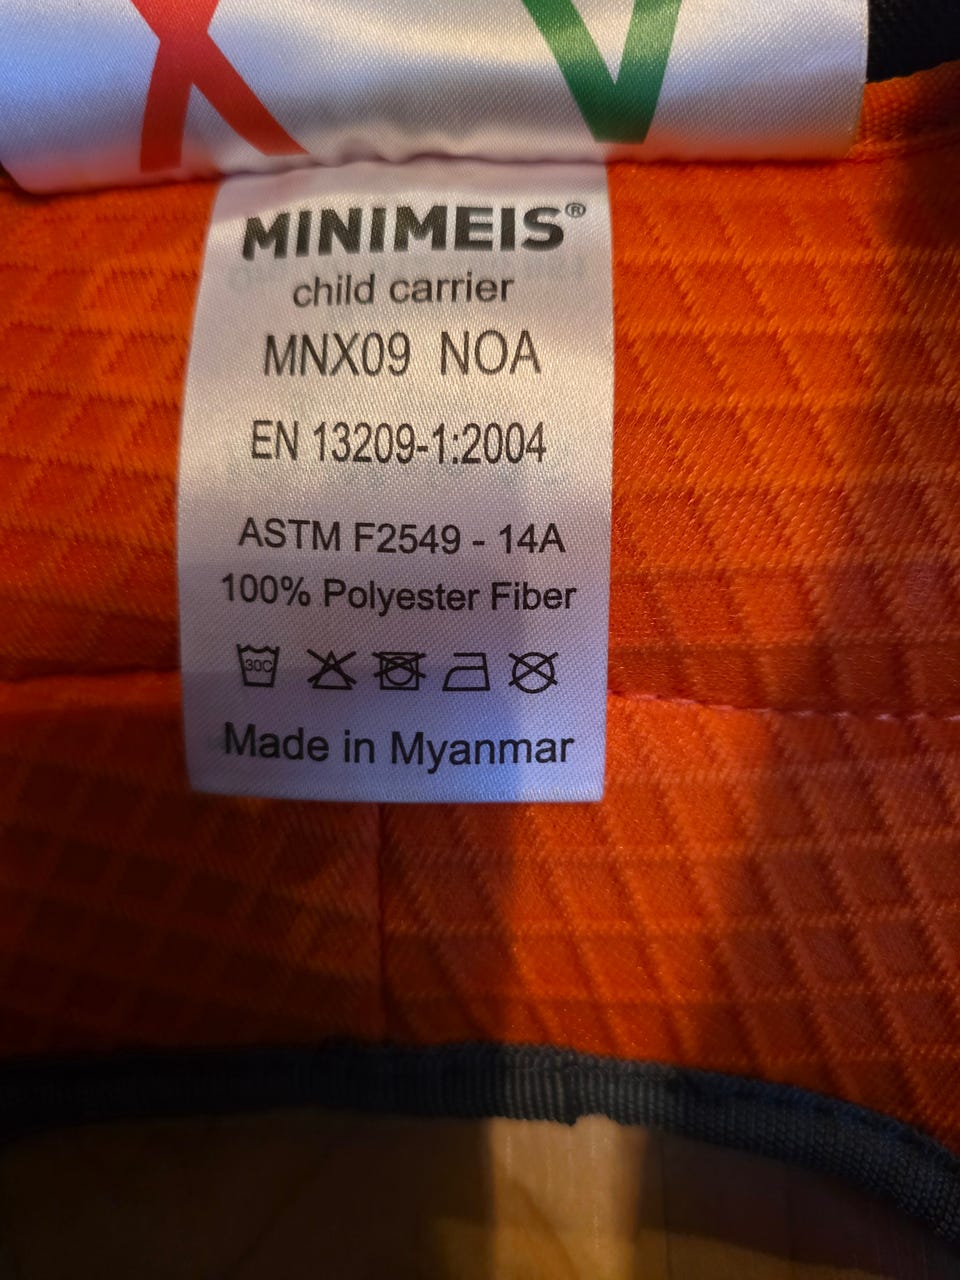 MINIMEIS®
child carrier
MNX09 NOA
EN 13209-1:2004
ASTM F2549 - 14A
100% Polyester Fiber
30C
Made in Myanmar